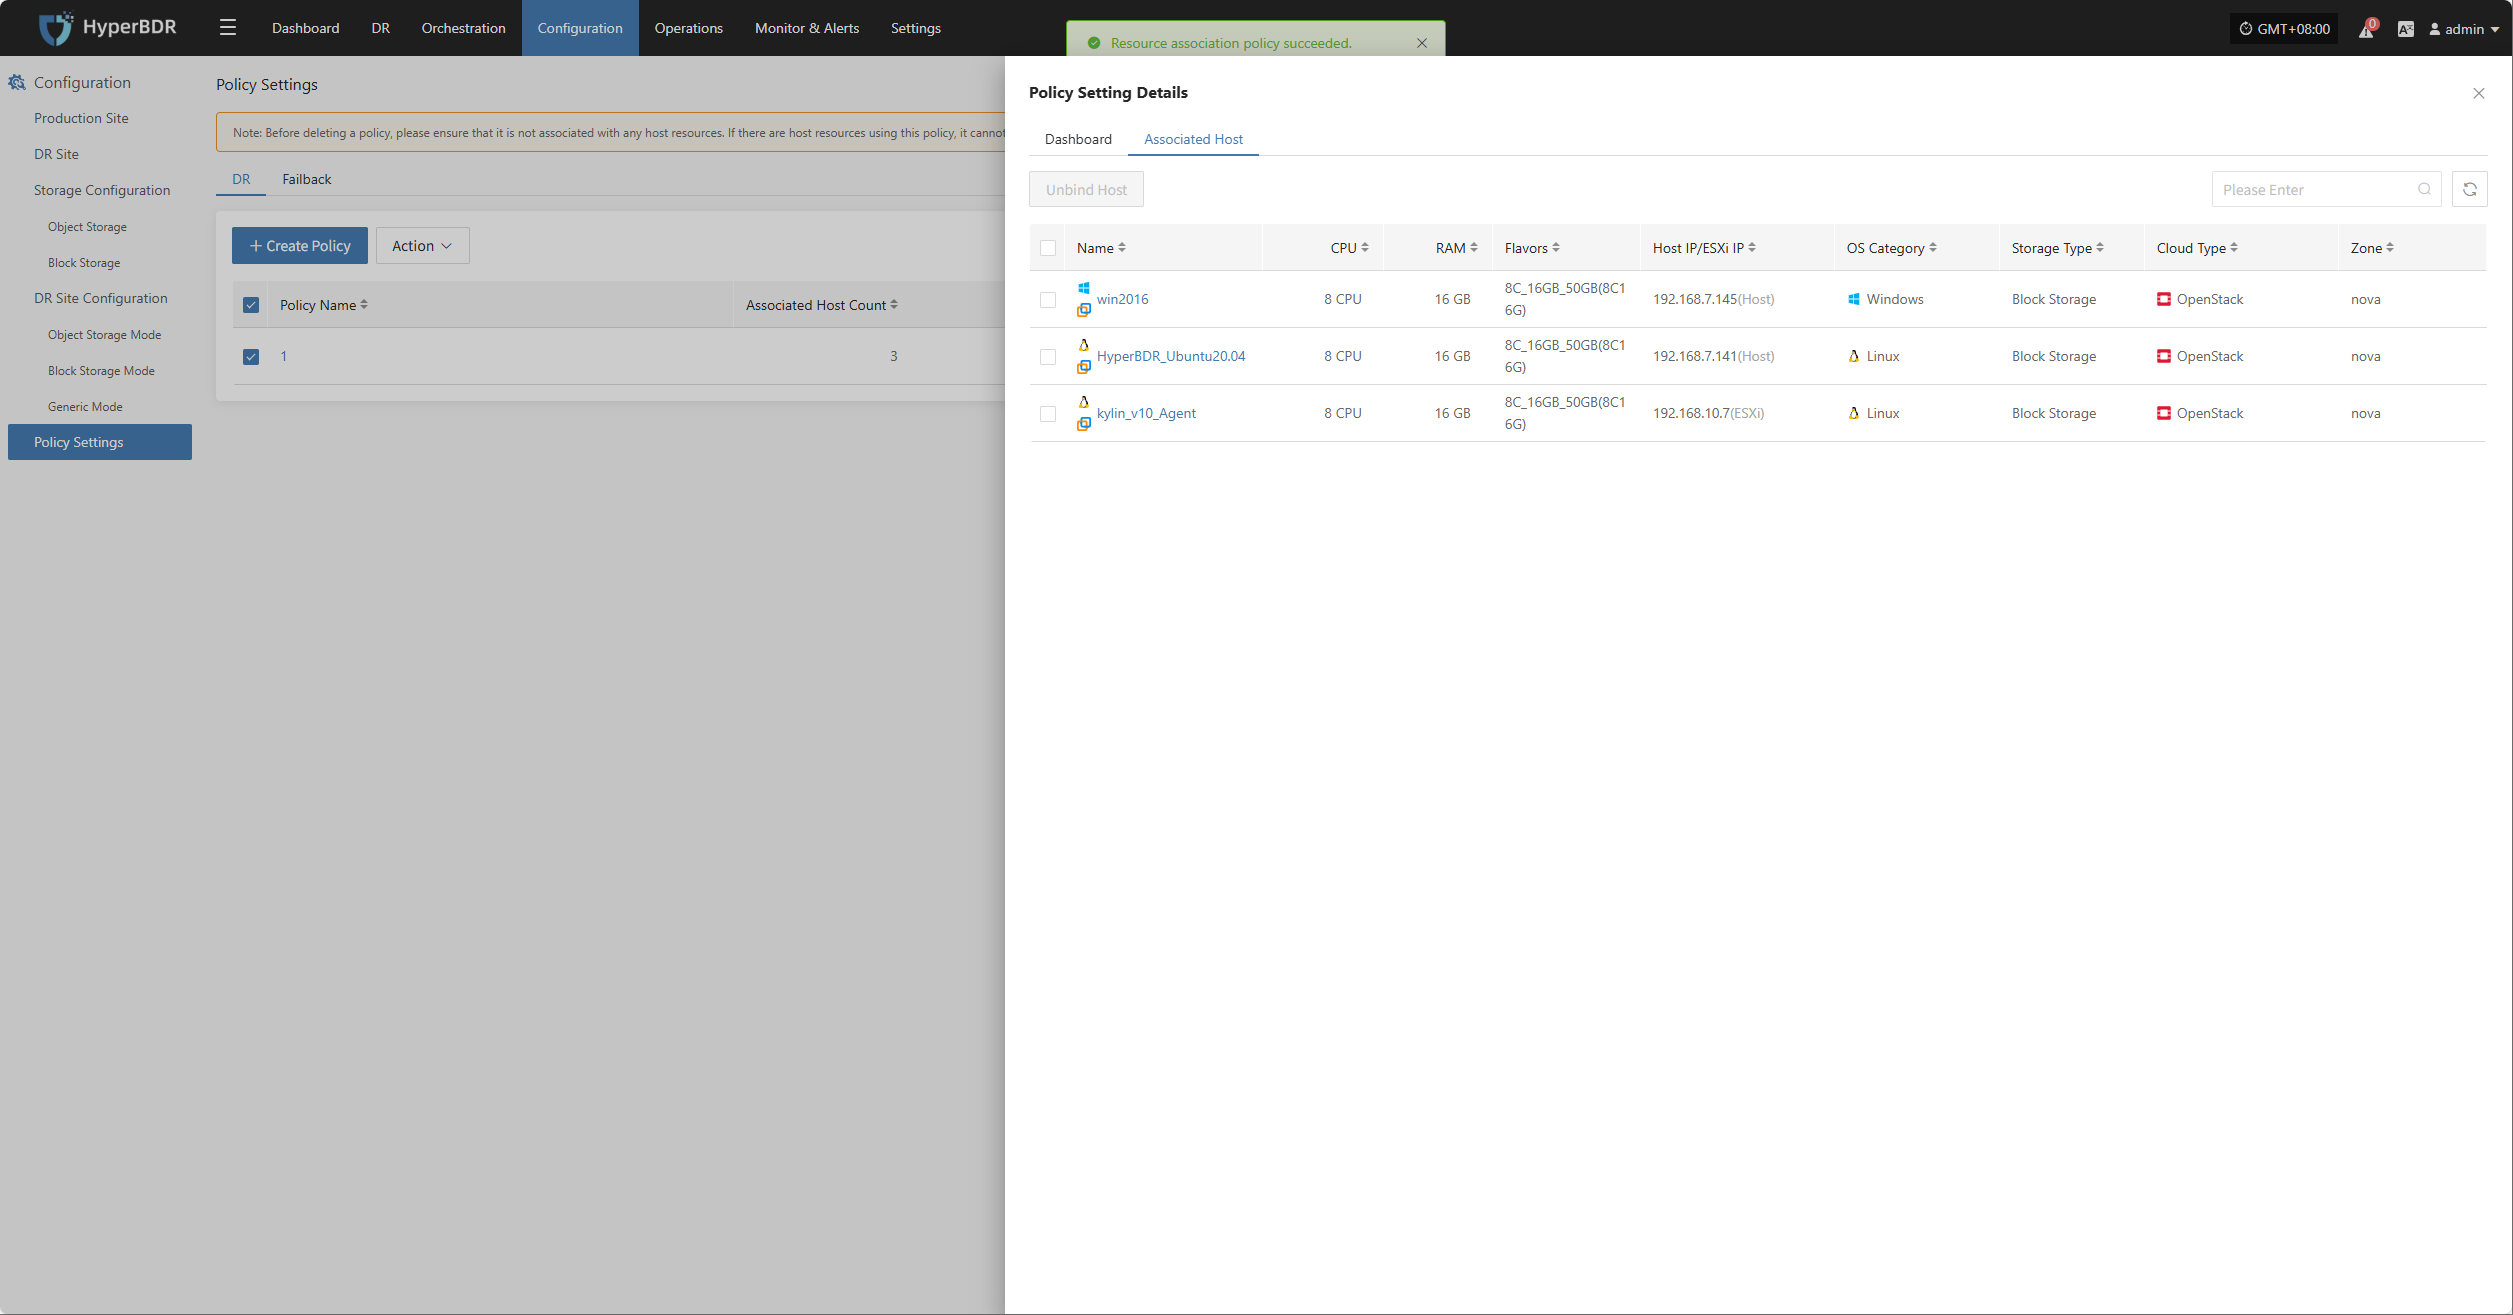 HyperBDR
Dashboard
DR
Orchestration
Configuration
Operations
Monitor & Alerts
Settings
Resource association policy succeeded.
GMT+08:00
0
admin
Configuration
Production Site
DR Site
Storage Configuration
Object Storage
Block Storage
DR Site Configuration
Object Storage Mode
Block Storage Mode
Generic Mode
Policy Settings
Policy Settings
Note: Before deleting a policy, please ensure that it is not associated with any host resources. If there are host resources using this policy, it cannot
DR
Failback
Create Policy
Action
Policy Name
Associated Host Count
1
3
Policy Setting Details
Dashboard
Associated Host
Unbind Host
Please Enter
Name
CPU
RAM
Flavors
Host IP/ESXi IP
OS Category
Storage Type
Cloud Type
Zone
win2016
8 CPU
16 GB
8C_16GB_50GB(8C1
6G)
192.168.7.145(Host)
Windows
Block Storage
OpenStack
nova
HyperBDR_Ubuntu20.04
8 CPU
16 GB
8C_16GB_50GB(8C1
6G)
192.168.7.141(Host)
Linux
Block Storage
OpenStack
nova
kylin_v10_Agent
8 CPU
16 GB
8C_16GB_50GB(8C1
6G)
192.168.10.7(ESXi)
Linux
Block Storage
OpenStack
nova